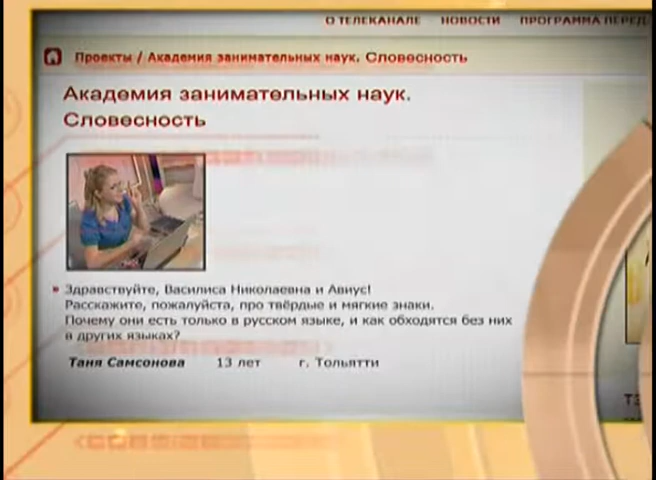 О ТЕЛЕКАНАЛЕ НОВОСТИ ПРОГРАММА ПЕРЕД
Проекты / Академия занимательных наук. Словесность
Академия занимательных наук.
Словесность
Здравствуйте, Василиса Николаевна и Авиус!
Расскажите, пожалуйста, про твёрдые и мягкие знаки.
Почему они есть только в русском языке, и как обходятся без них
в других языках?
Таня Самсонова 13 лет г. Тольятти